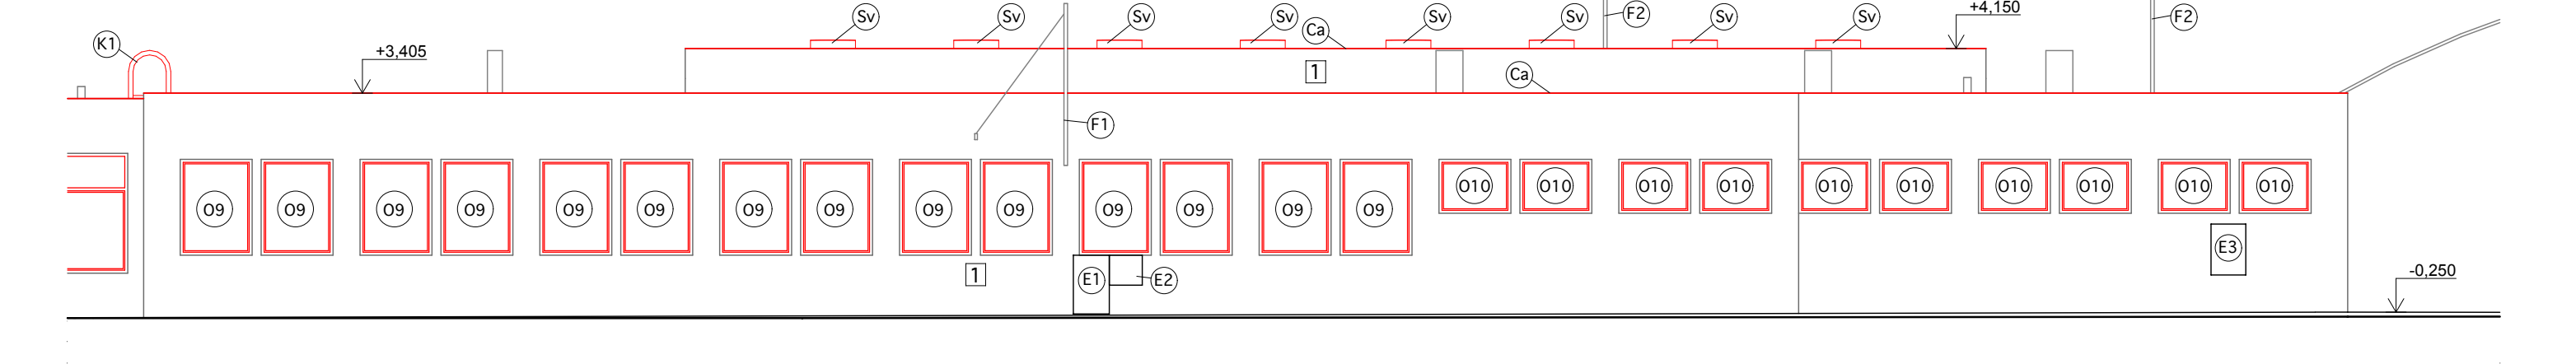 Sv Sv Sv Sv Sv Sv Sv Sv
F2 F2
+4,150
Ca
K1
+3,405
1
Ca
F1
O9 O9 O9 O9 O9 O9 O9 O9 O9 O9 O9 O9 O9 O9 O10 O10 O10 O10 O10 O10 O10 O10 O10 O10
E3
1
E1 E2
-0,250